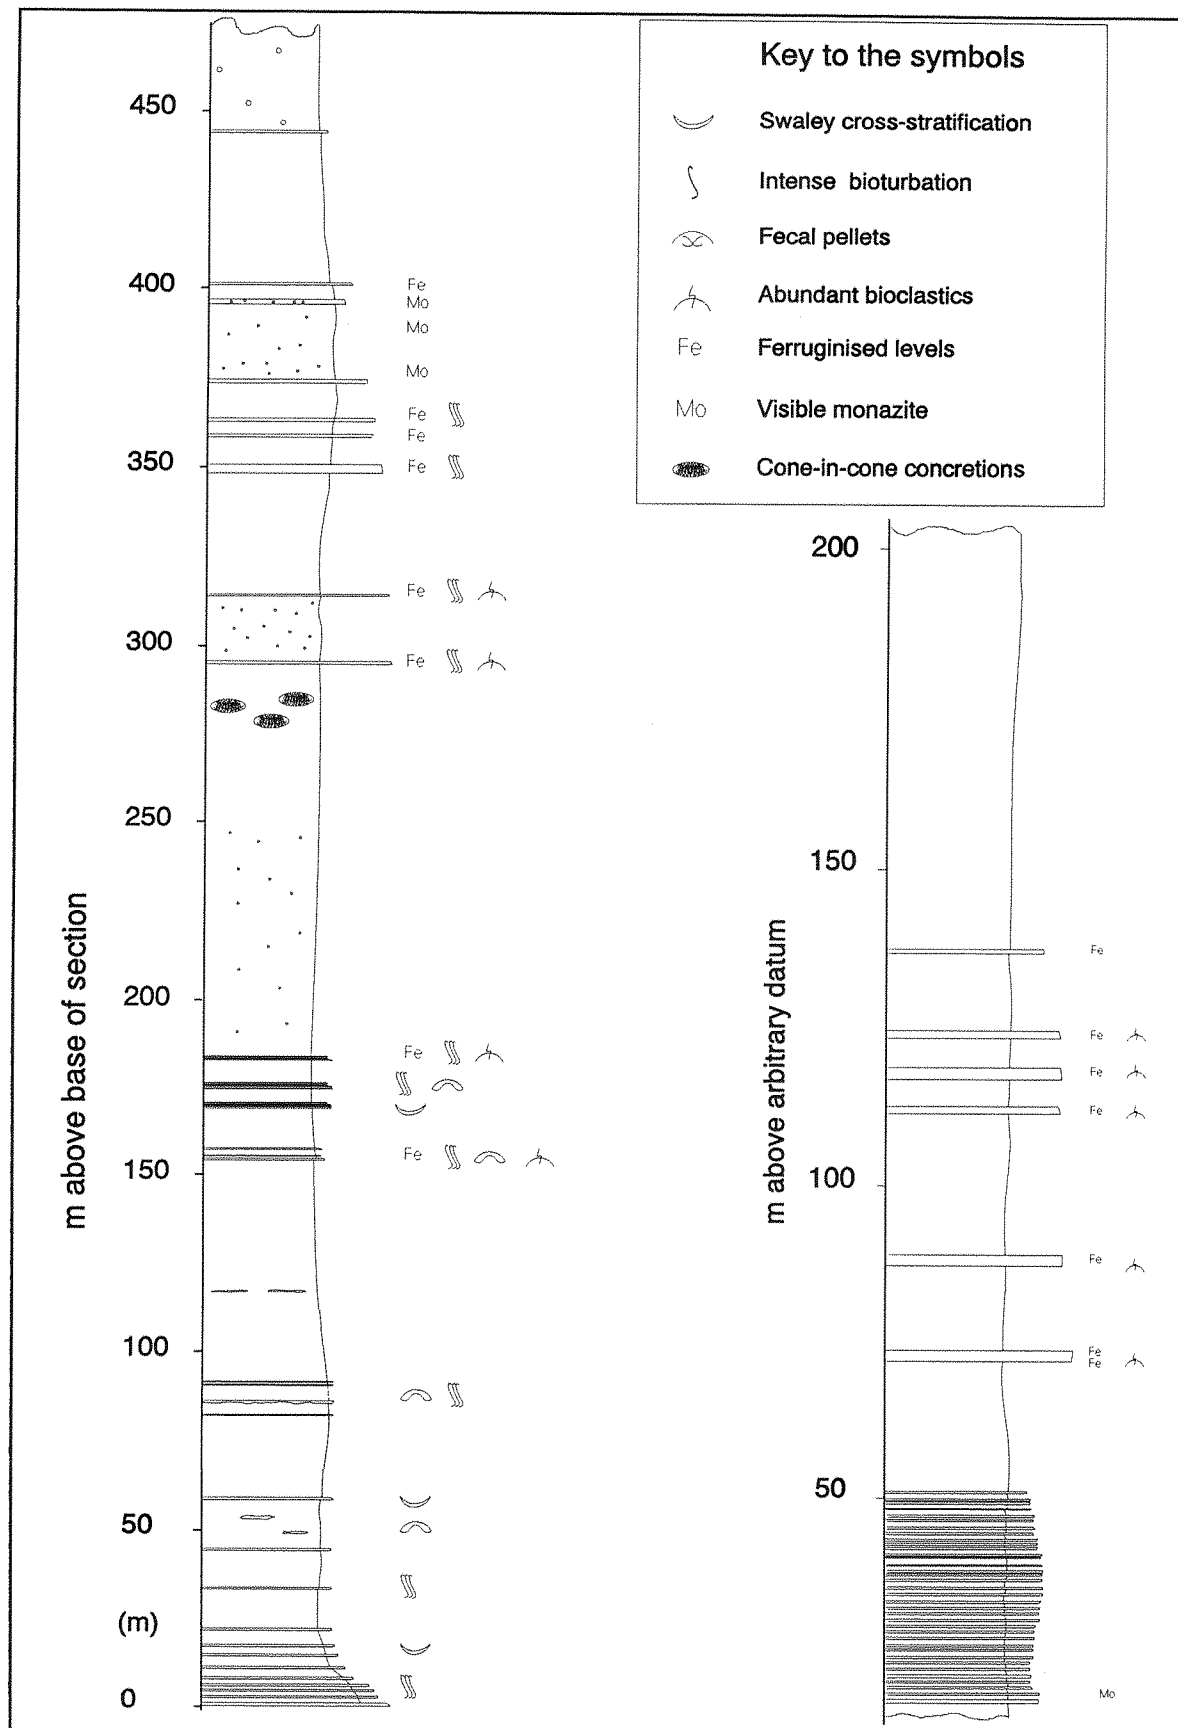 Key to the symbols
Swaley cross-stratification
Intense bioturbation
Fecal pellets
Abundant bioclastics
Fe Ferruginised levels
Mo Visible monazite
Cone-in-cone concretions
m above base of section
450
400
350
300
250
200
150
100
50
(m)
0
Fe
Mo
Mo
Mo
Fe
Fe
Fe
Fe
Fe
Fe
Fe
m above arbitrary datum
200
150
100
50
Fe
Fe
Fe
Fe
Fe
Fe
Fe
Mo